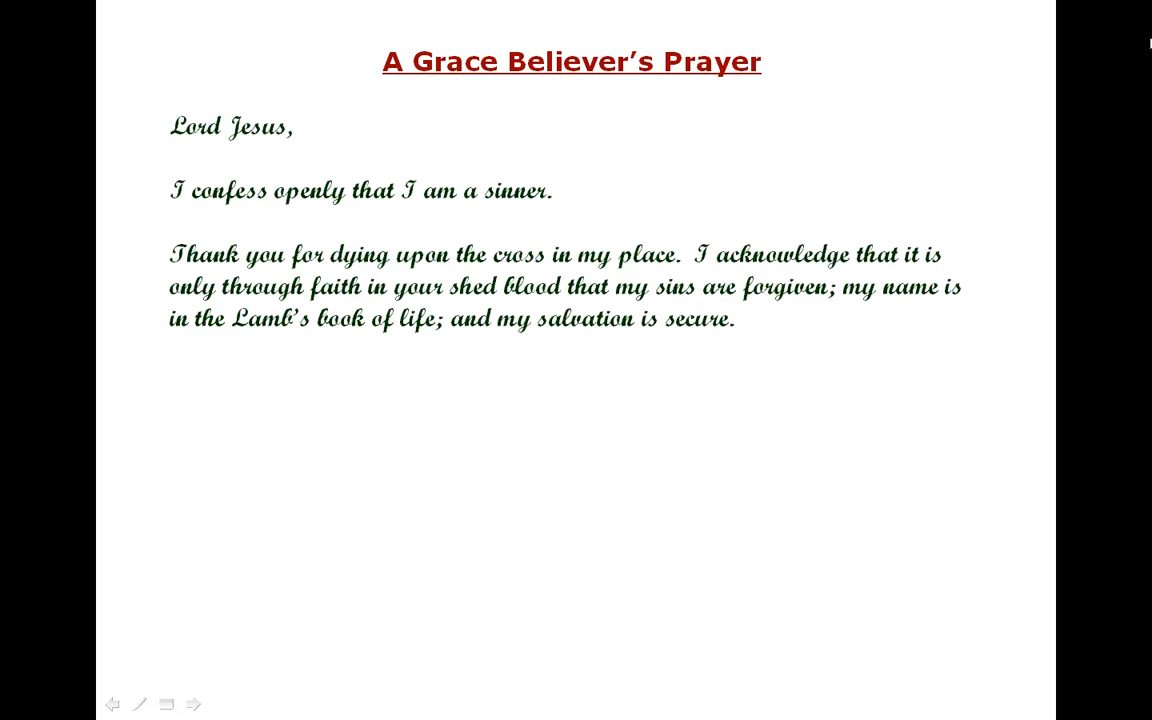 A Grace Believer’s Prayer
Lord Jesus,
I confess openly that I am a sinner.
Thank you for dying upon the cross in my place.  I acknowledge that it is
only through faith in your shed blood that my sins are forgiven; my name is
in the Lamb’s book of life; and my salvation is secure.